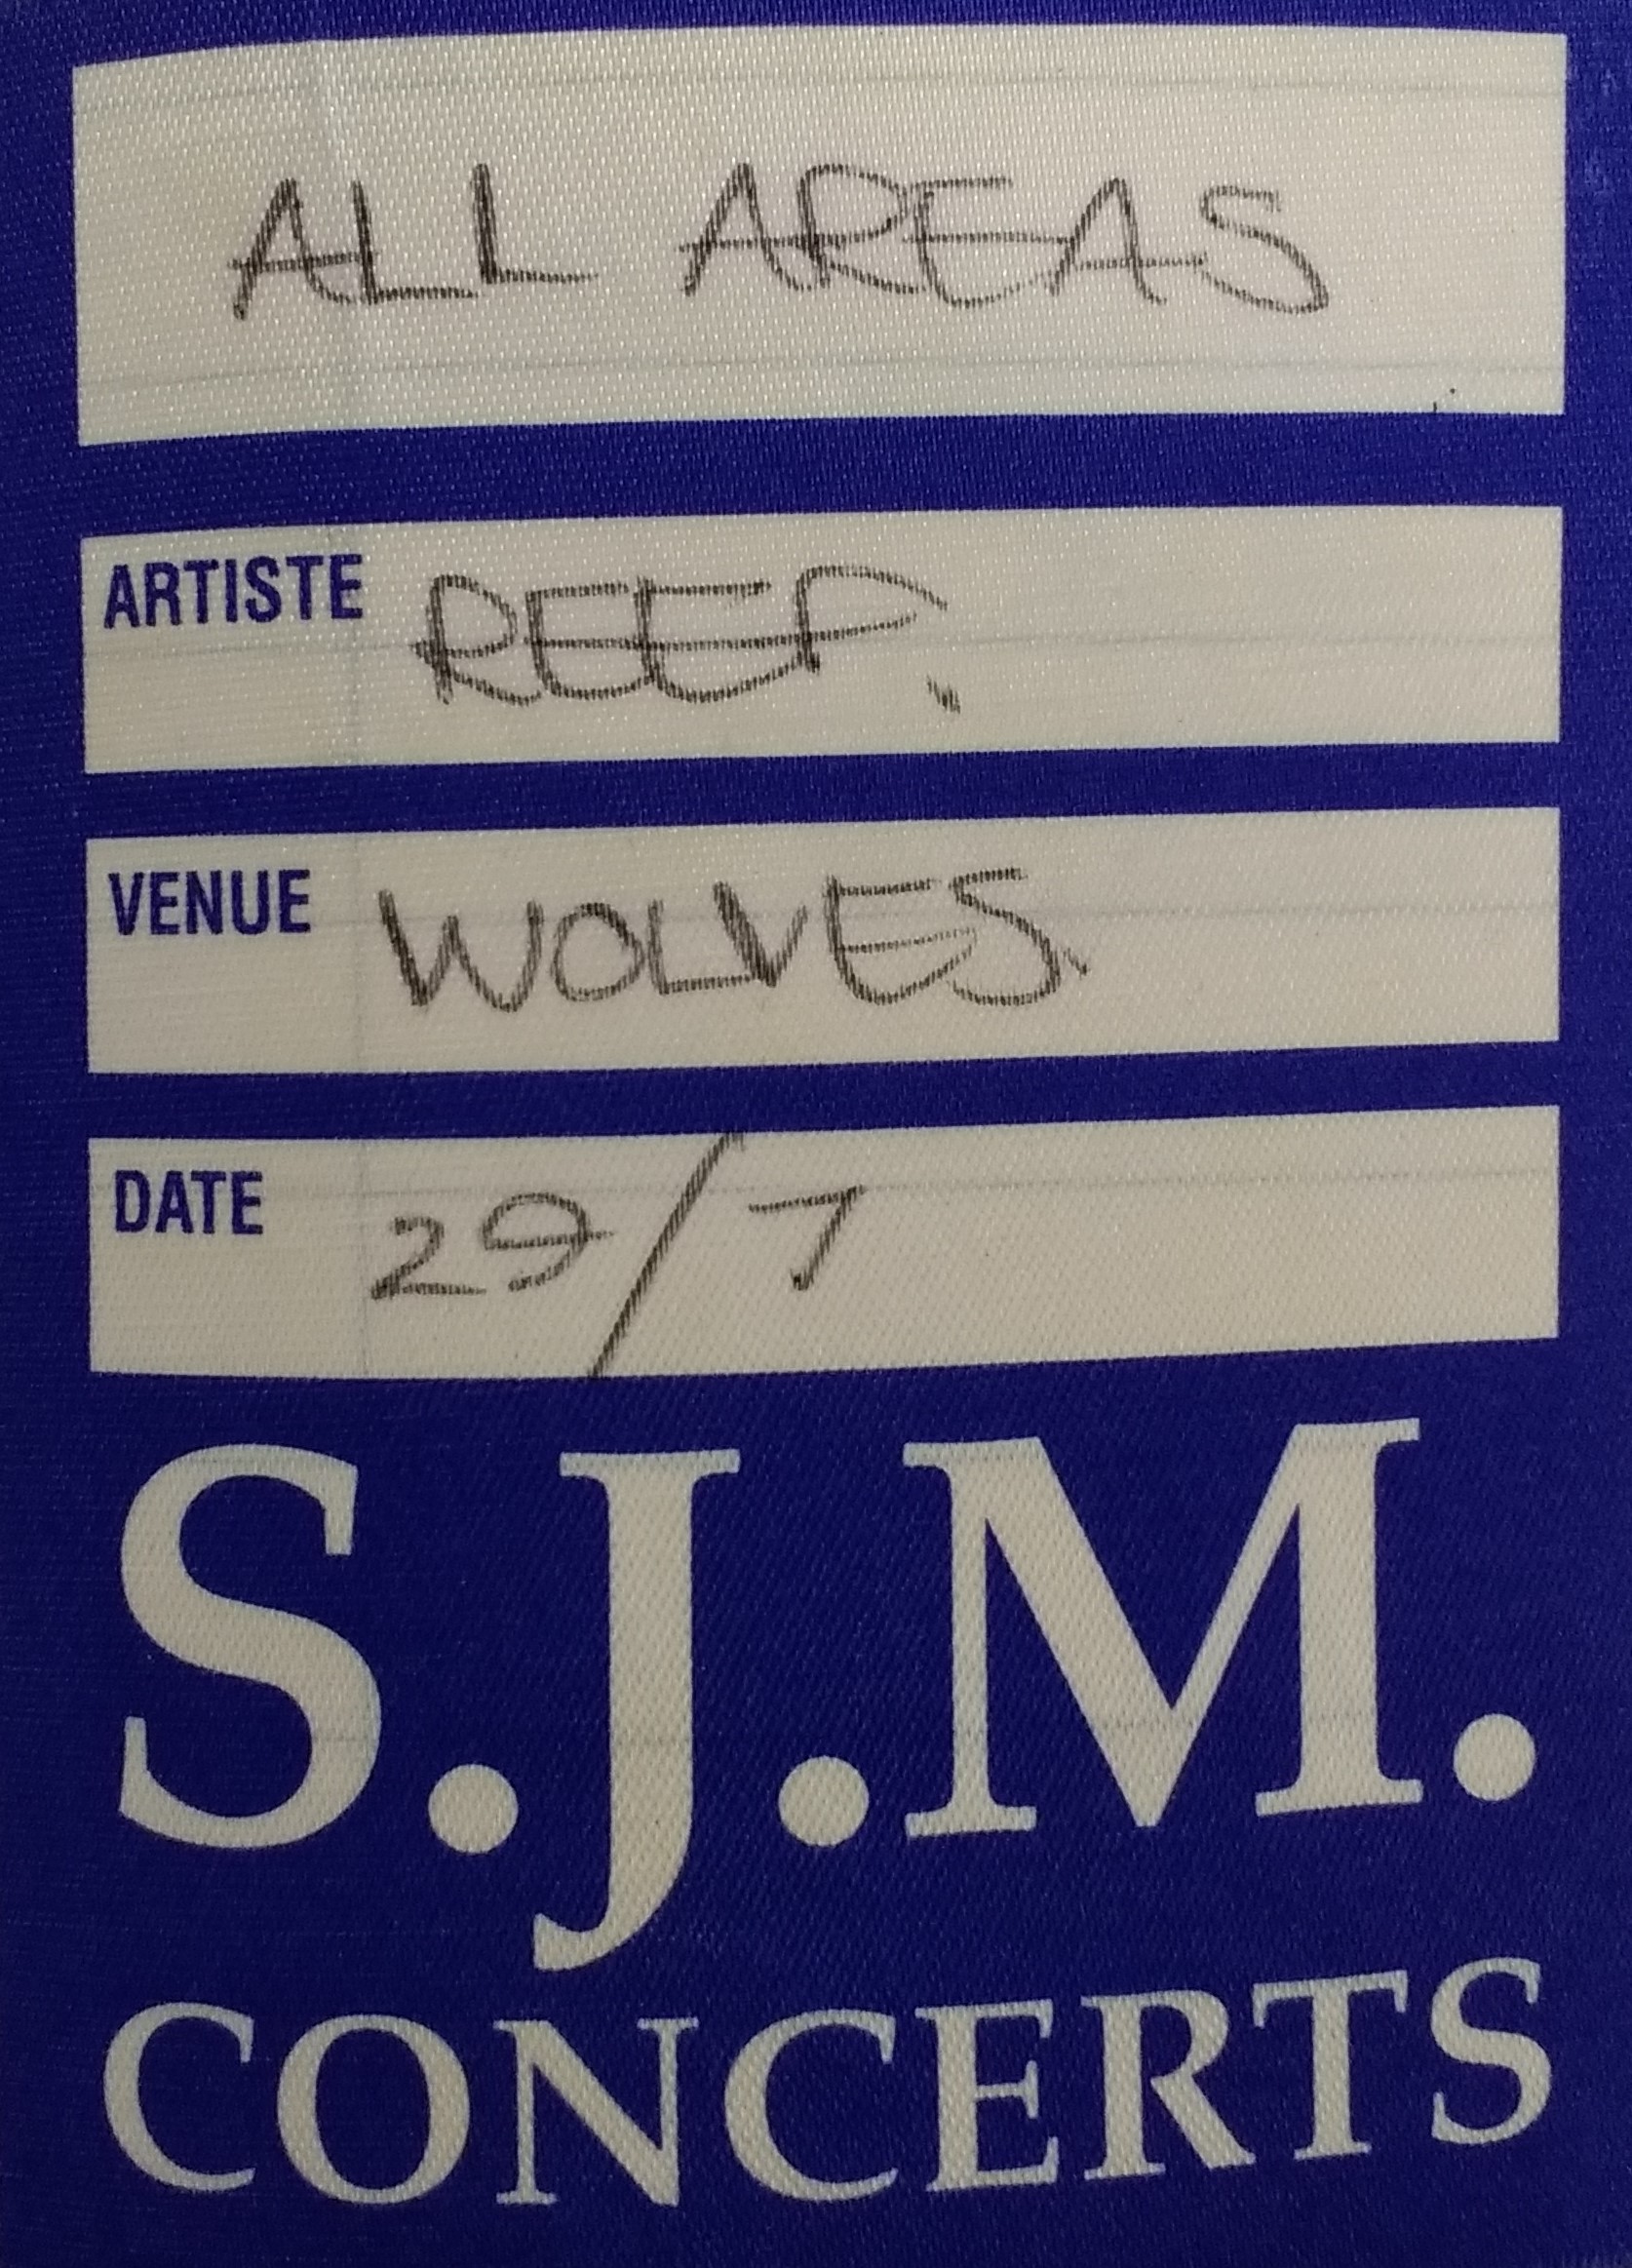 ALL AREAS
ARTISTE REEF.
VENUE WOLVES.
DATE 29/7
S.J.M.
CONCERTS